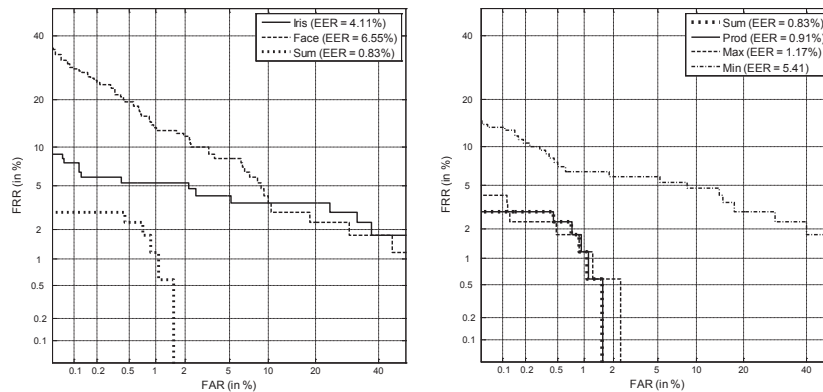 Iris (EER = 4.11%)
Face (EER = 6.55%)
Sum (EER = 0.83%)
40
20
10
5
2
1
0.5
0.2
0.1
FRR (in %)
0.1 0.2 0.5 1 2 5 10 20 40
FAR (in %)
Sum (EER = 0.83%)
Prod (EER = 0.91%)
Max (EER = 1.17%)
Min (EER = 5.41)
40
20
10
5
2
1
0.5
0.2
0.1
FRR (in %)
0.1 0.2 0.5 1 2 5 10 20 40
FAR (in %)